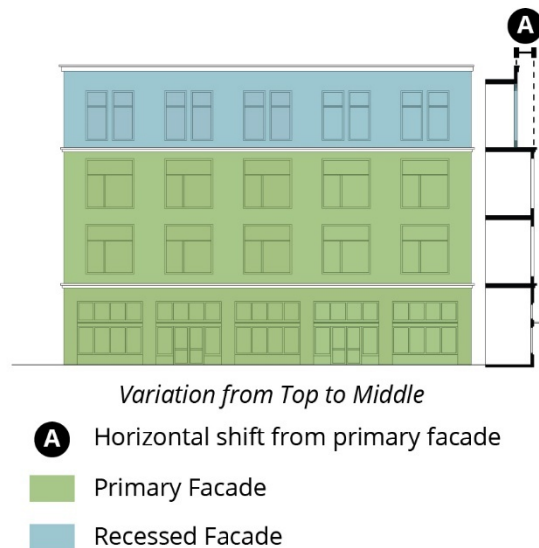 A
Variation from Top to Middle
A Horizontal shift from primary facade
Primary Facade
Recessed Facade